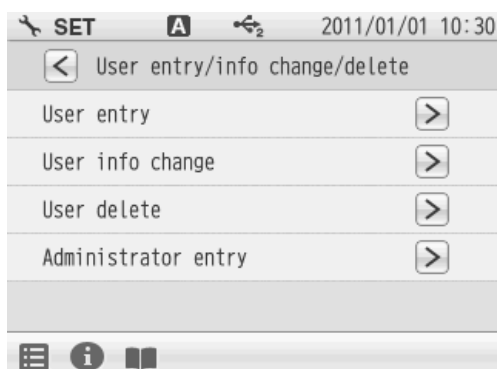 SET A 2 2011/01/01 10:30
< User entry/info change/delete
User entry >
User info change >
User delete >
Administrator entry >
i